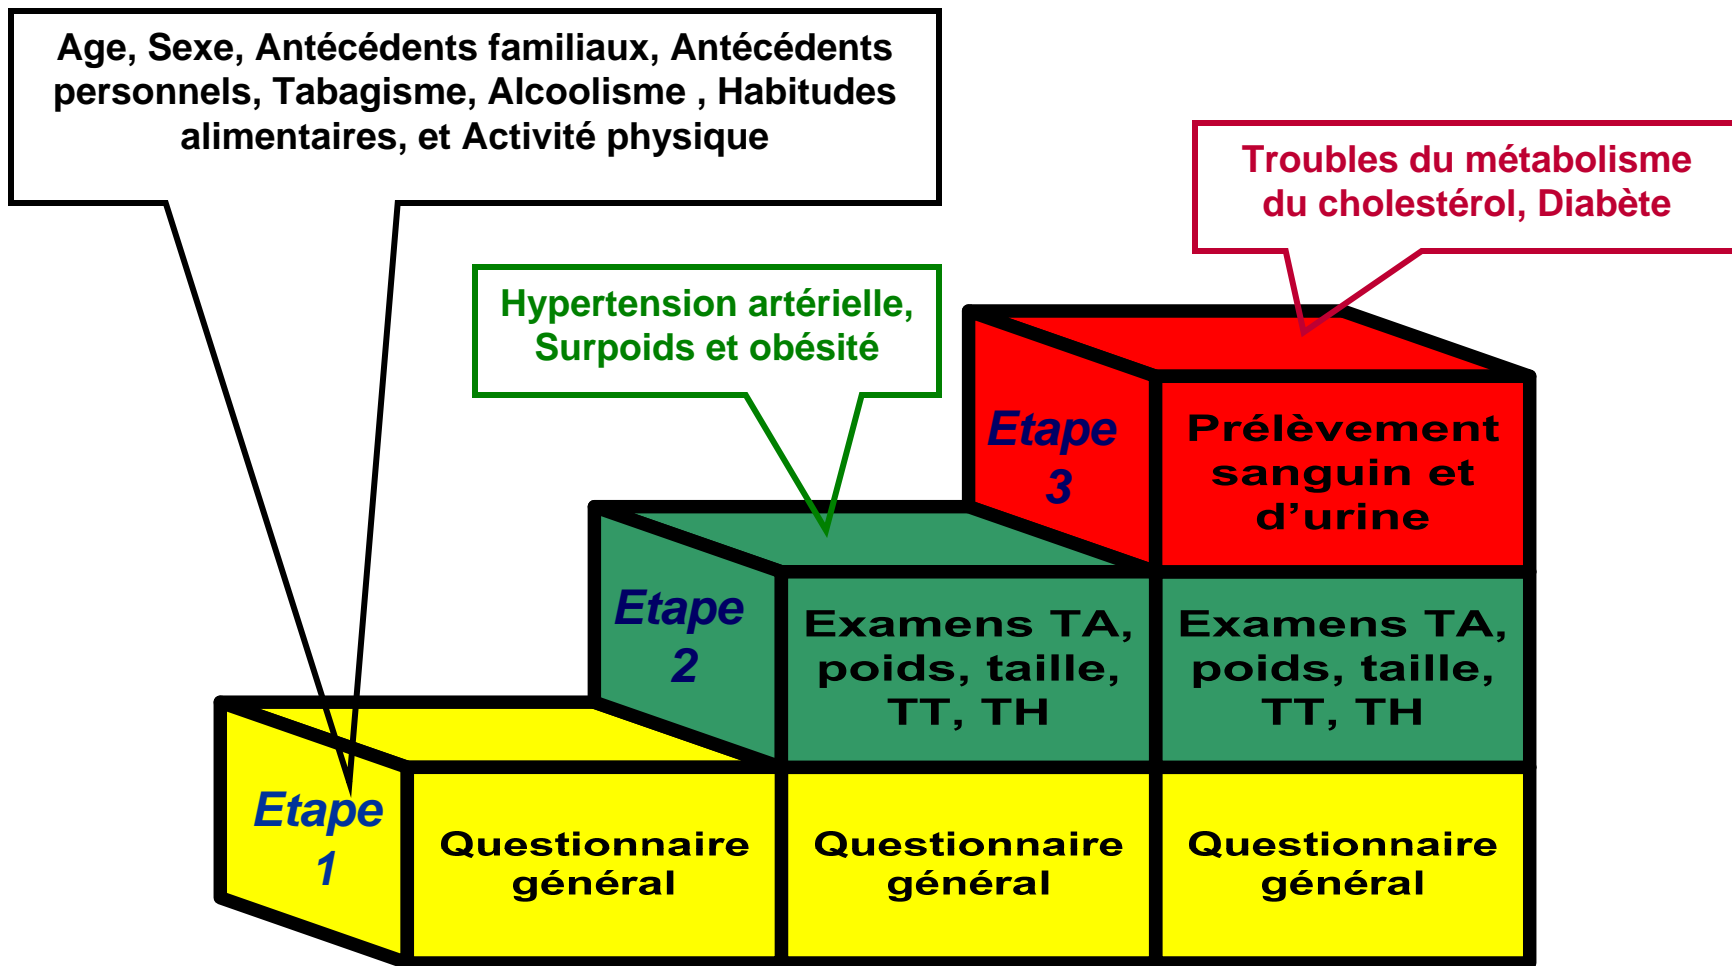 Age, Sexe, Antécédents familiaux, Antécédents
personnels, Tabagisme, Alcoolisme , Habitudes
alimentaires, et Activité physique
Troubles du métabolisme
du cholestérol, Diabète
Hypertension artérielle,
Surpoids et obésité
Etape
3
Prélèvement
sanguin et
d’urine
Etape
2
Examens TA,
poids, taille,
TT, TH
Examens TA,
poids, taille,
TT, TH
Etape
1
Questionnaire
général
Questionnaire
général
Questionnaire
général